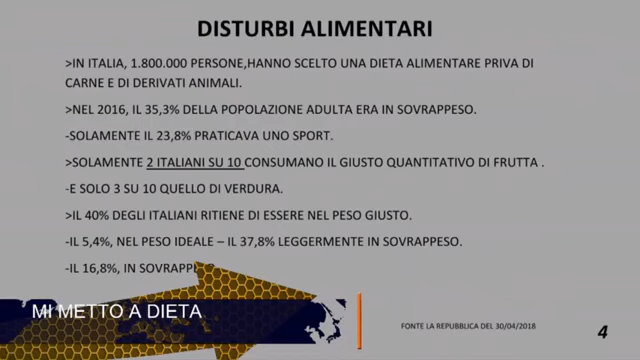 DISTURBI ALIMENTARI
>IN ITALIA, 1.800.000 PERSONE,HANNO SCELTO UNA DIETA ALIMENTARE PRIVA DI
CARNE E DI DERIVATI ANIMALI.
>NEL 2016, IL 35,3% DELLA POPOLAZIONE ADULTA ERA IN SOVRAPPESO.
-SOLAMENTE IL 23,8% PRATICAVA UNO SPORT.
>SOLAMENTE 2 ITALIANI SU 10 CONSUMANO IL GIUSTO QUANTITATIVO DI FRUTTA .
-E SOLO 3 SU 10 QUELLO DI VERDURA.
>IL 40% DEGLI ITALIANI RITIENE DI ESSERE NEL PESO GIUSTO.
-IL 5,4%, NEL PESO IDEALE – IL 37,8% LEGGERMENTE IN SOVRAPPESO.
-IL 16,8%, IN
MI METTO A DIETA
FONTE LA REPUBBLICA DEL 30/04/2018
4